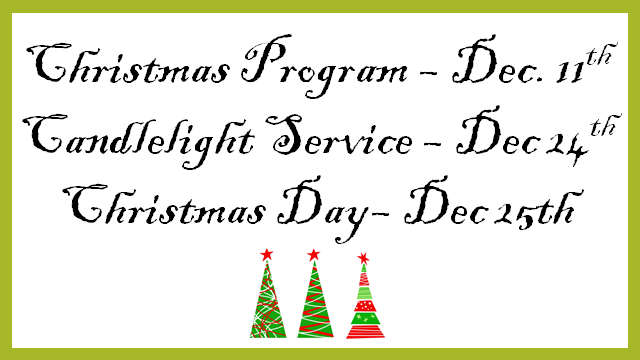 Christmas Program – Dec. 11th
Candlelight Service – Dec 24th
Christmas Day– Dec 25th